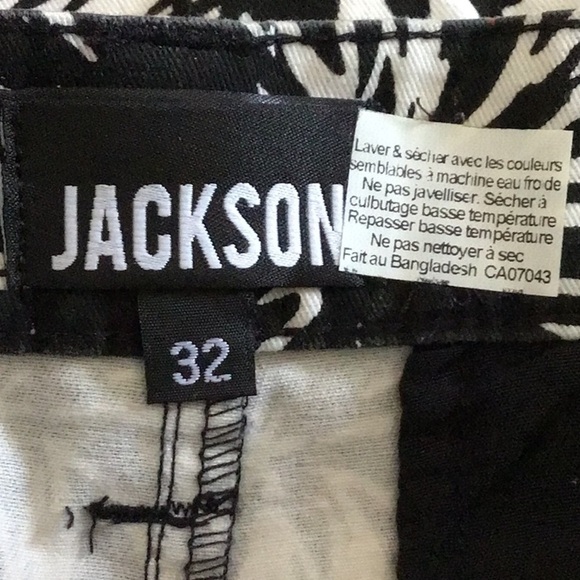 JACKSON
32
Laver & sécher avec les couleurs
semblables à machine eau froide
Ne pas javelliser. Sécher à
culbutage basse température
Repasser basse température
Ne pas nettoyer à sec
Fait au Bangladesh CA07043